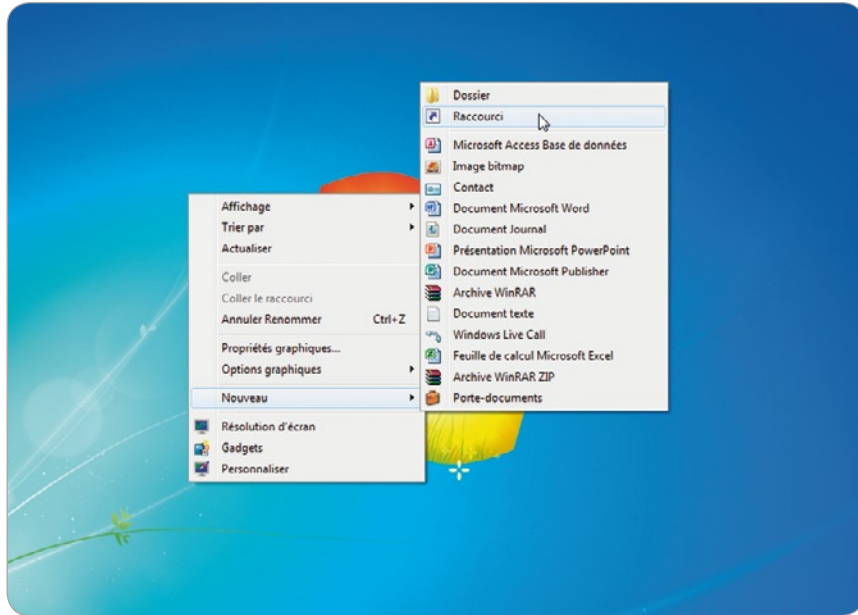 Affichage
Trier par
Actualiser
Coller
Coller le raccourci
Annuler Renommer Ctrl+Z
Propriétés graphiques...
Options graphiques
Nouveau
Résolution d'écran
Gadgets
Personnaliser
Dossier
Raccourci
Microsoft Access Base de données
Image bitmap
Contact
Document Microsoft Word
Document Journal
Présentation Microsoft PowerPoint
Document Microsoft Publisher
Archive WinRAR
Document texte
Windows Live Call
Feuille de calcul Microsoft Excel
Archive WinRAR ZIP
Porte-documents